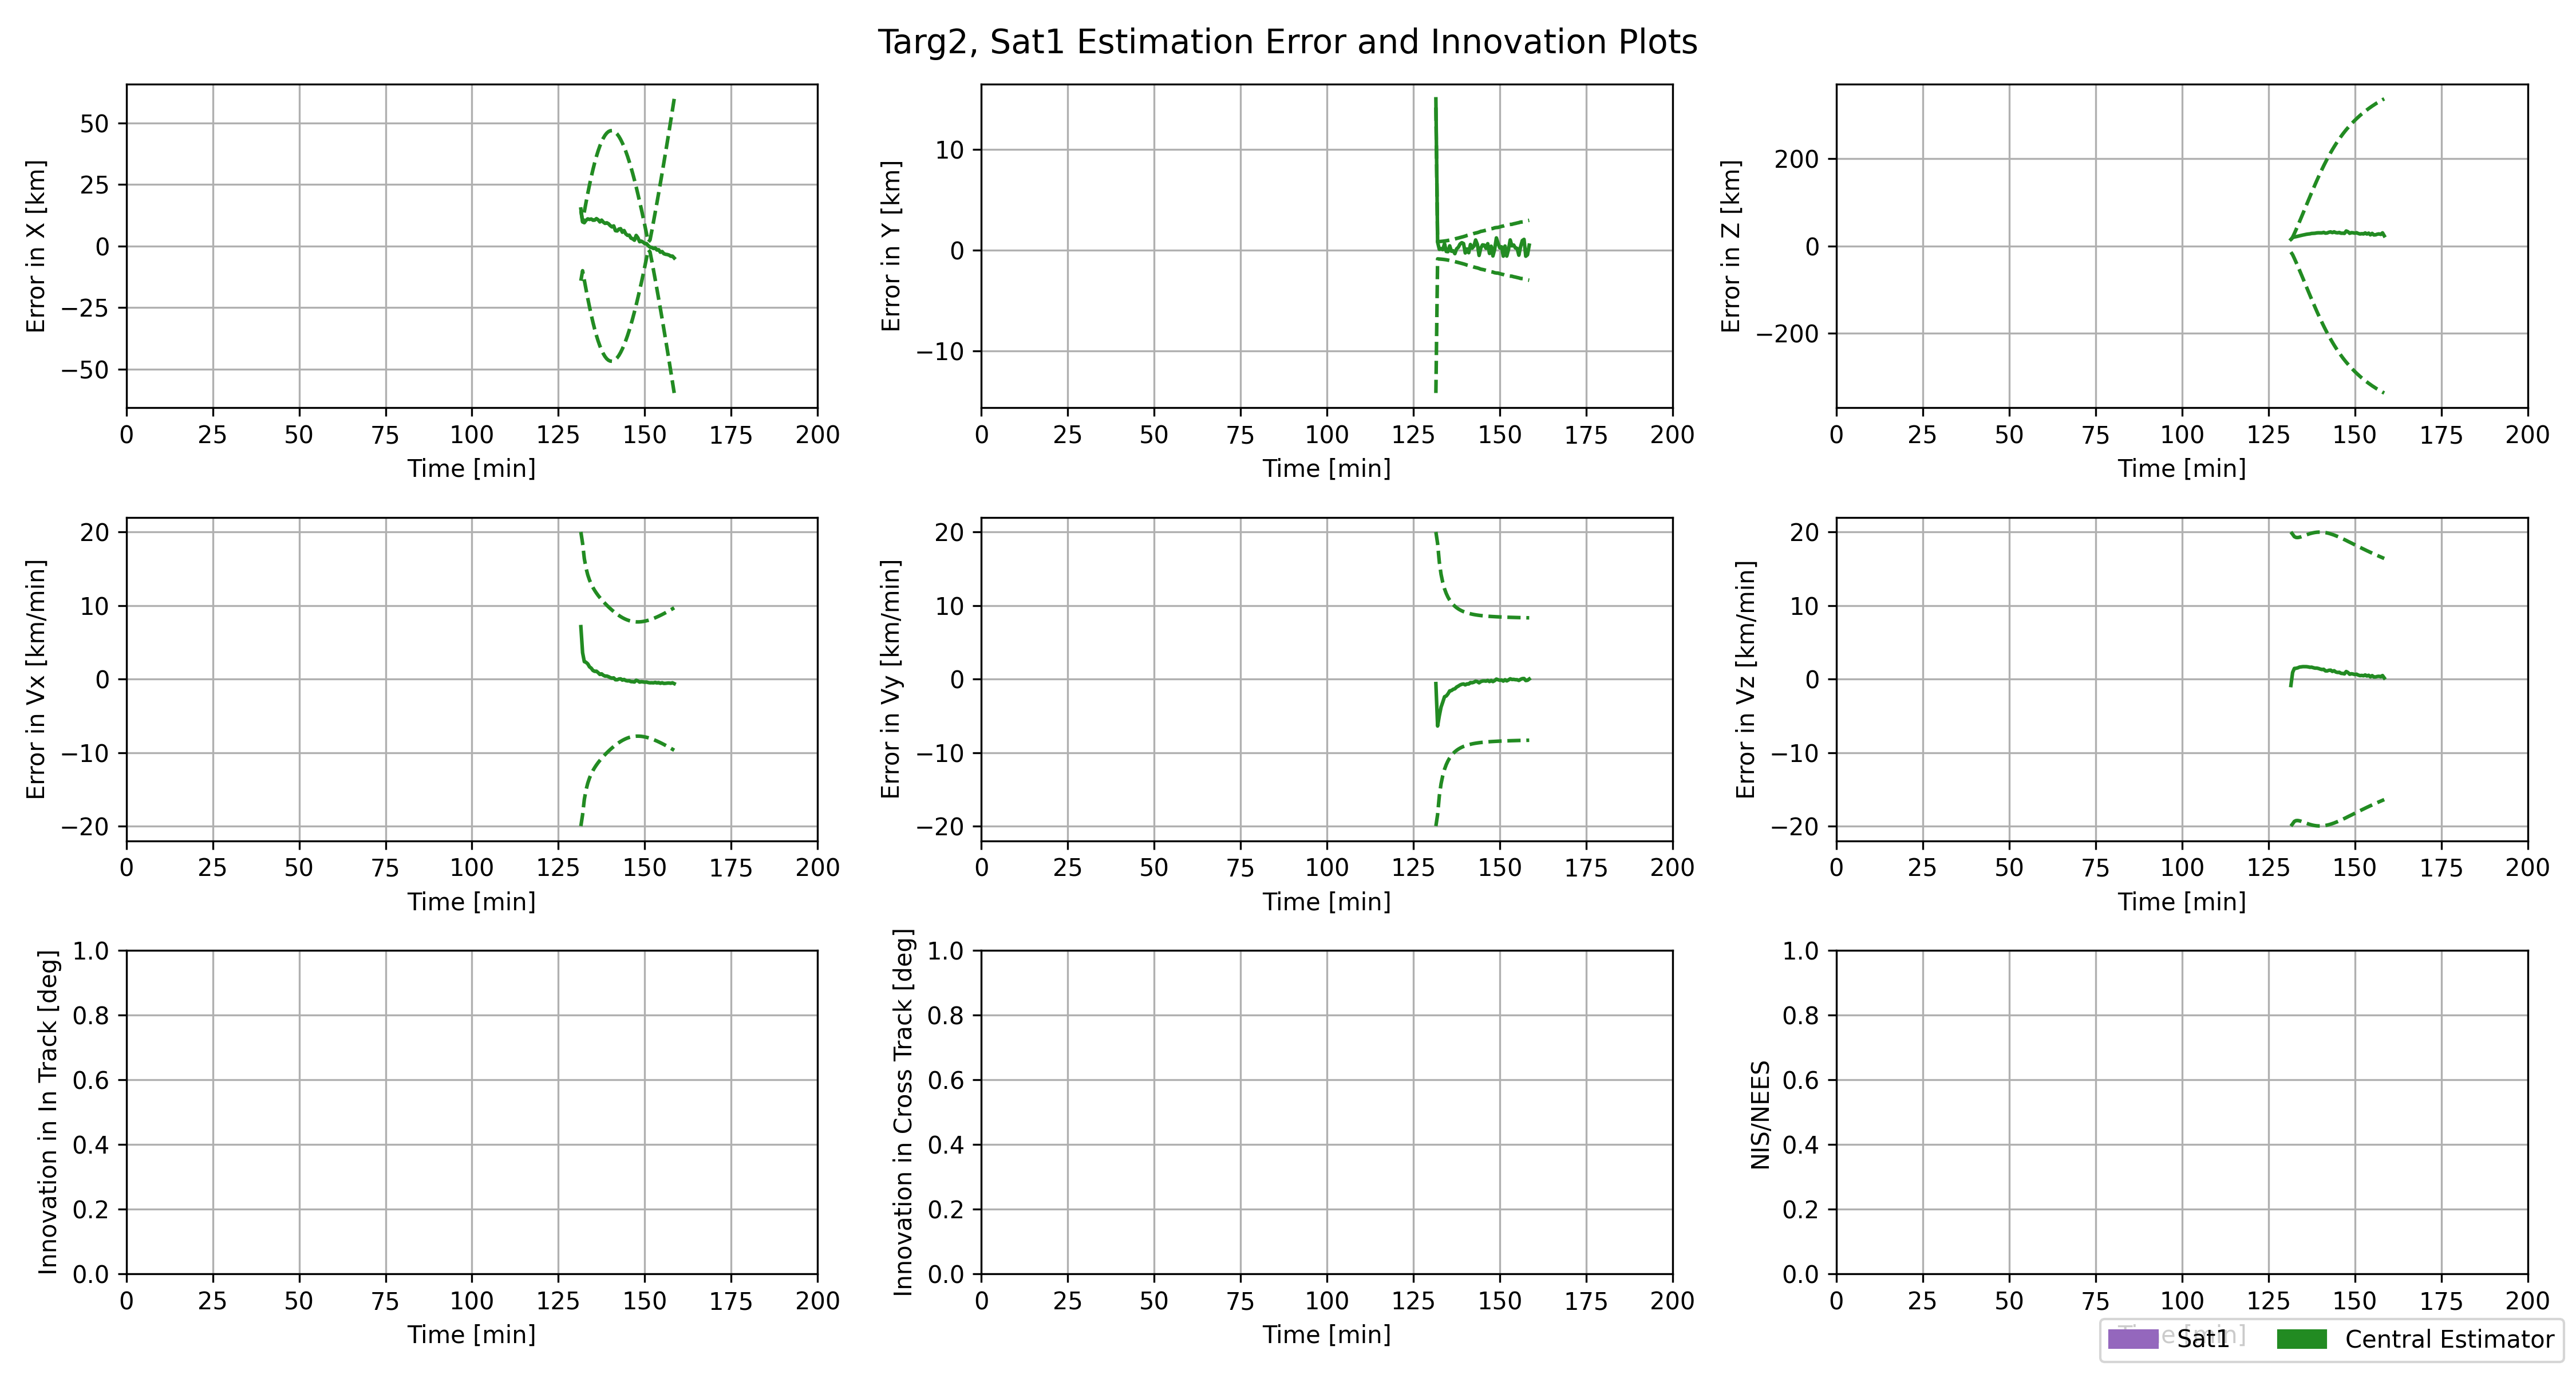 Targ2, Sat1 Estimation Error and Innovation Plots
Error in X [km]
50
25
0
−25
−50
0 25 50 75 100 125 150 175 200
Time [min]
Error in Y [km]
10
0
−10
0 25 50 75 100 125 150 175 200
Time [min]
Error in Z [km]
200
0
−200
0 25 50 75 100 125 150 175 200
Time [min]
Error in Vx [km/min]
20
10
0
−10
−20
0 25 50 75 100 125 150 175 200
Time [min]
Error in Vy [km/min]
20
10
0
−10
−20
0 25 50 75 100 125 150 175 200
Time [min]
Error in Vz [km/min]
20
10
0
−10
−20
0 25 50 75 100 125 150 175 200
Time [min]
Innovation in In Track [deg]
1.0
0.8
0.6
0.4
0.2
0.0
0 25 50 75 100 125 150 175 200
Time [min]
Innovation in Cross Track [deg]
1.0
0.8
0.6
0.4
0.2
0.0
0 25 50 75 100 125 150 175 200
Time [min]
NIS/NEES
1.0
0.8
0.6
0.4
0.2
0.0
0 25 50 75 100 125 150 175 200
Time [min]
Sat1 Central Estimator